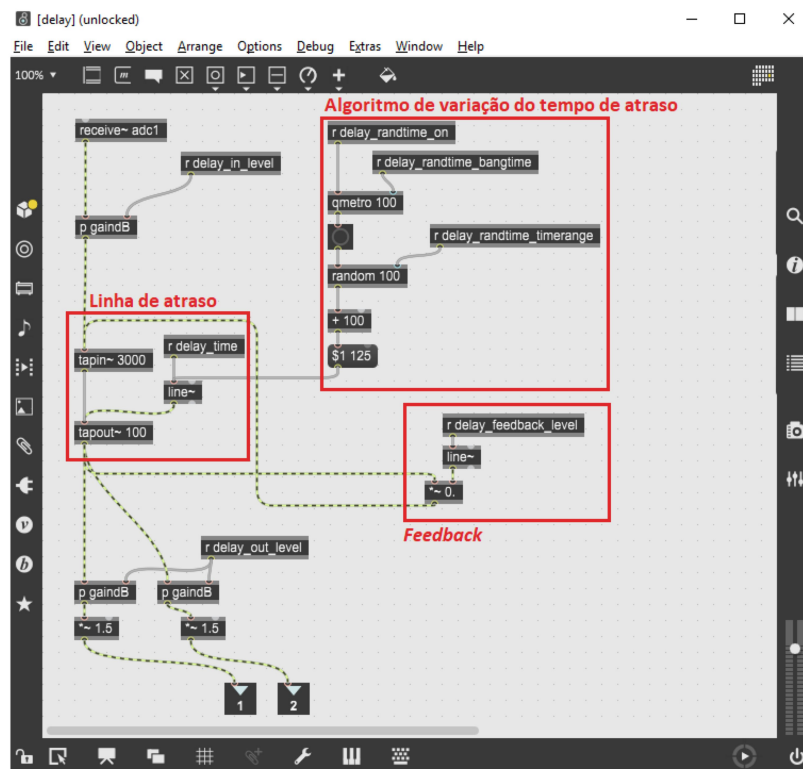 [delay] (unlocked)
File Edit View Object Arrange Options Debug Extras Window Help
100%
Algoritmo de variação do tempo de atraso
receive~ adc1
r delay_randtime_on
r delay_in_level
r delay_randtime_bangtime
qmetro 100
p gaindB
r delay_randtime_timerange
random 100
Linha de atraso
+ 100
r delay_time
tapin~ 3000
$1 125
line~
r delay_feedback_level
tapout~ 100
line~
*~ 0.
Feedback
r delay_out_level
p gaindB
p gaindB
*~ 1.5
*~ 1.5
1
2